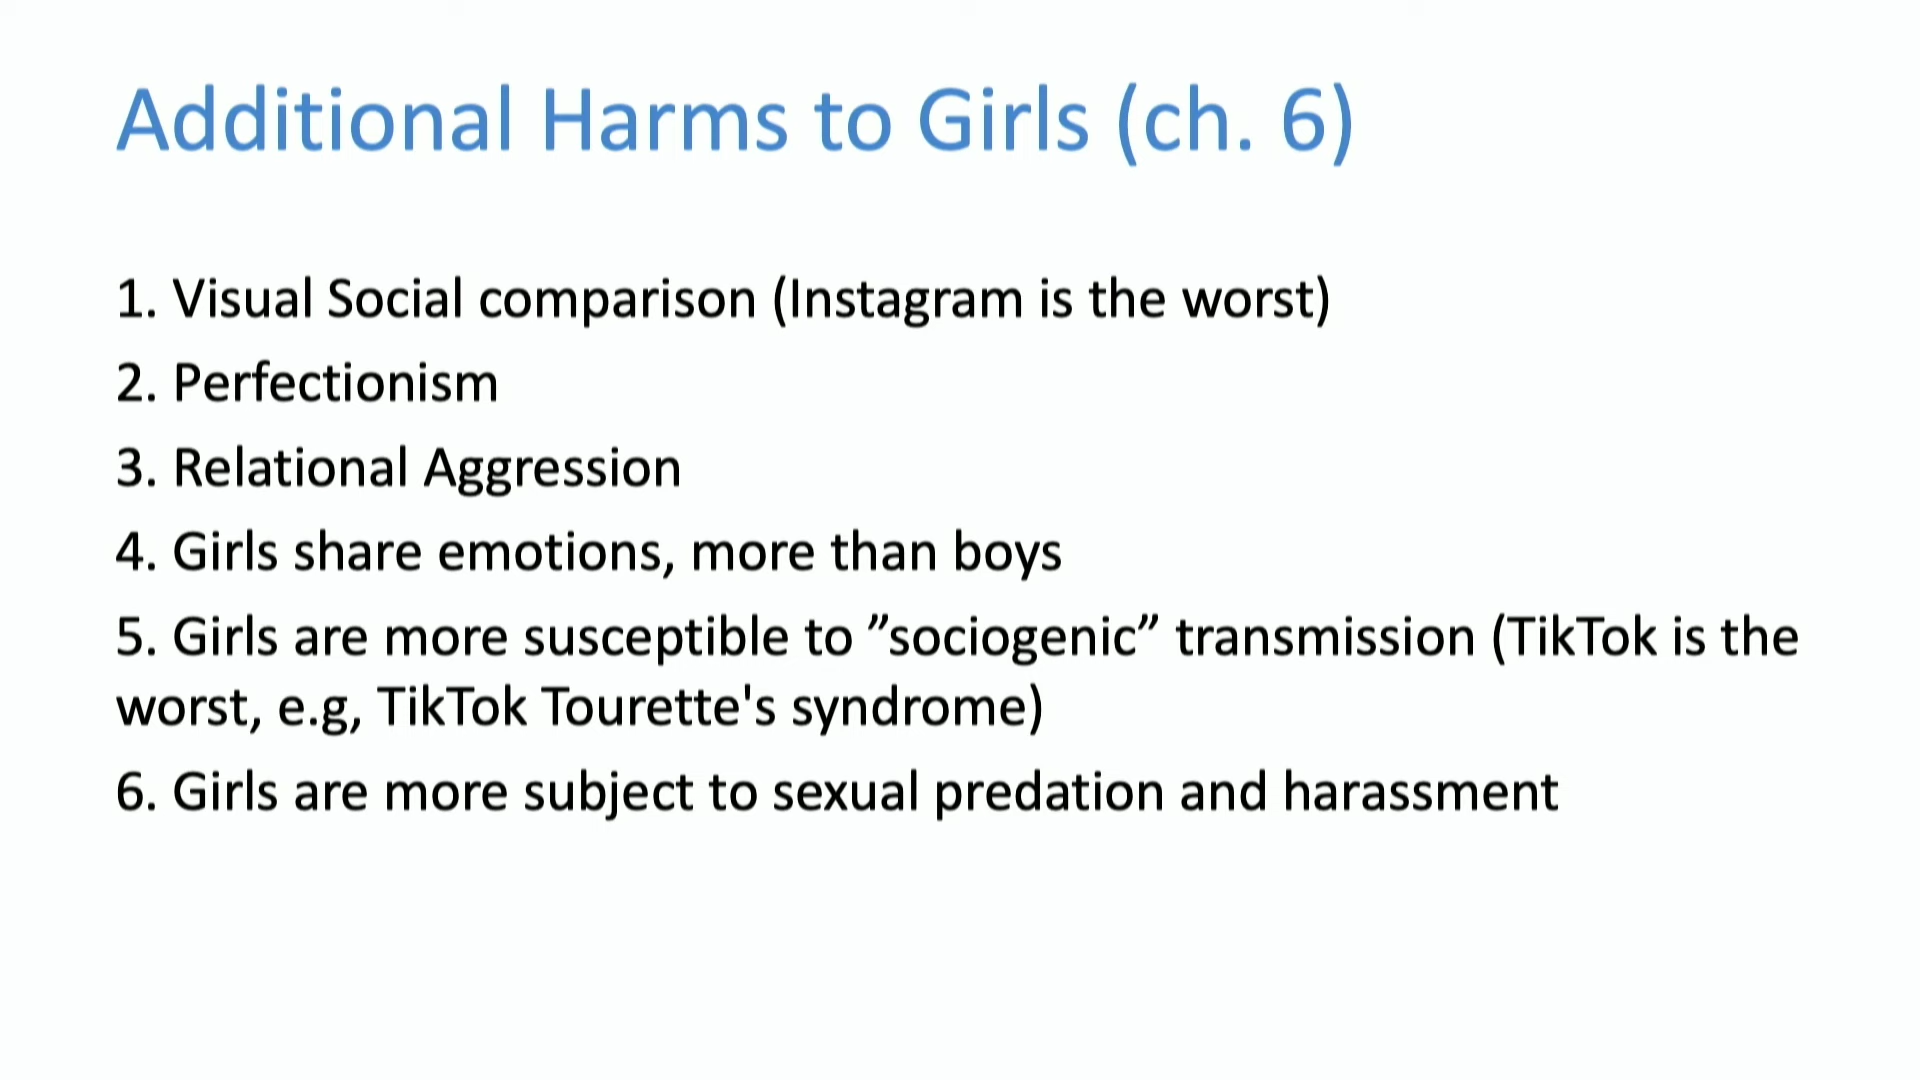 Additional Harms to Girls (ch. 6)
1. Visual Social comparison (Instagram is the worst)
2. Perfectionism
3. Relational Aggression
4. Girls share emotions, more than boys
5. Girls are more susceptible to ”sociogenic” transmission (TikTok is the
worst, e.g, TikTok Tourette's syndrome)
6. Girls are more subject to sexual predation and harassment